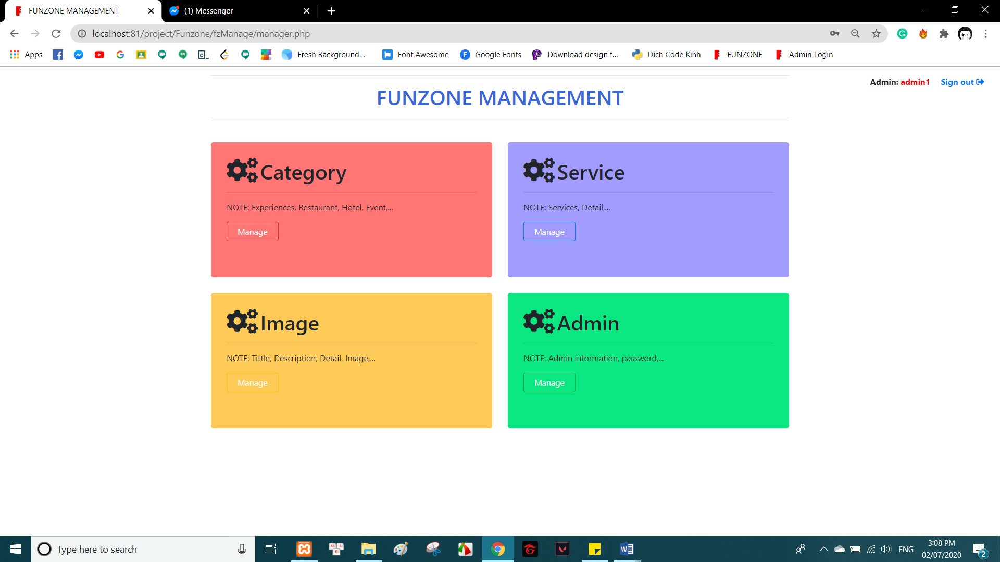 FUNZONE MANAGEMENT
(1) Messenger
localhost:81/project/Funzone/fzManage/manager.php
Apps
Fresh Background...
Font Awesome
Google Fonts
Download design f...
Dịch Code Kinh
FUNZONE
Admin Login
Admin: admin1
Sign out
FUNZONE MANAGEMENT
Category
NOTE: Experiences, Restaurant, Hotel, Event,...
Manage
Service
NOTE: Services, Detail,...
Manage
Image
NOTE: Tittle, Description, Detail, Image,...
Manage
Admin
NOTE: Admin information, password,...
Manage
Type here to search
ENG
3:08 PM
02/07/2020
2